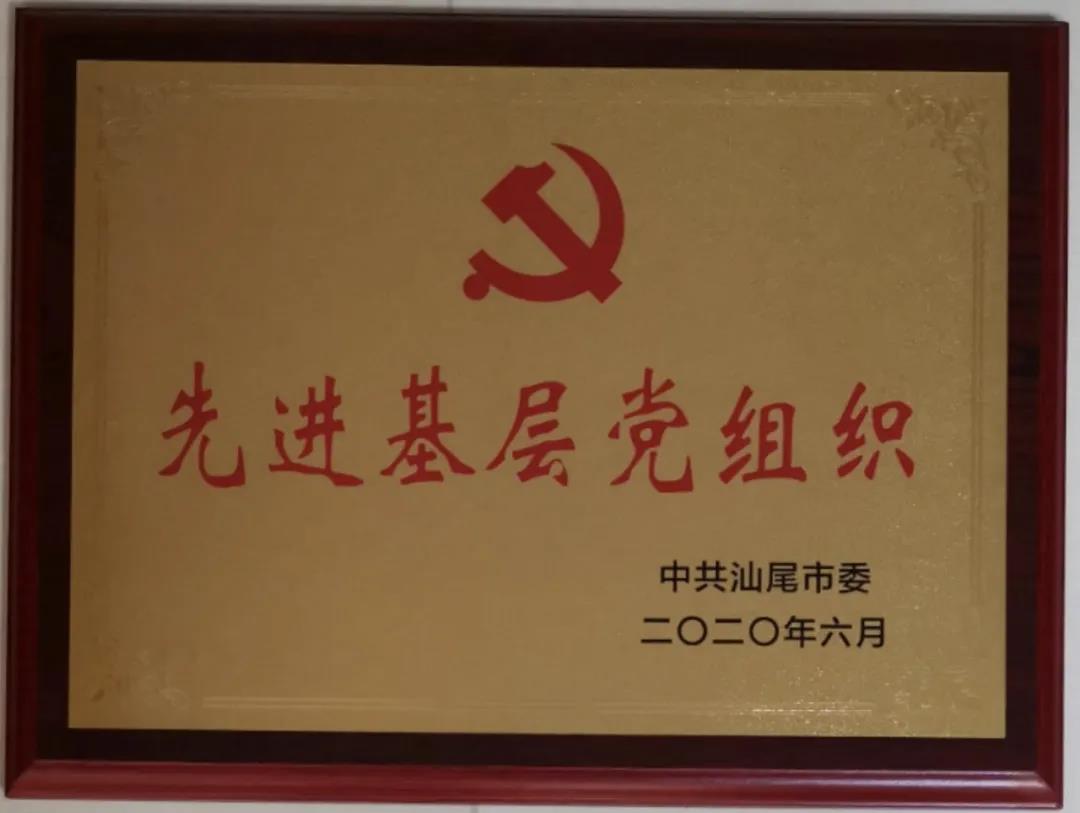 先进基层党组织
中共汕尾市委
二〇二〇年六月